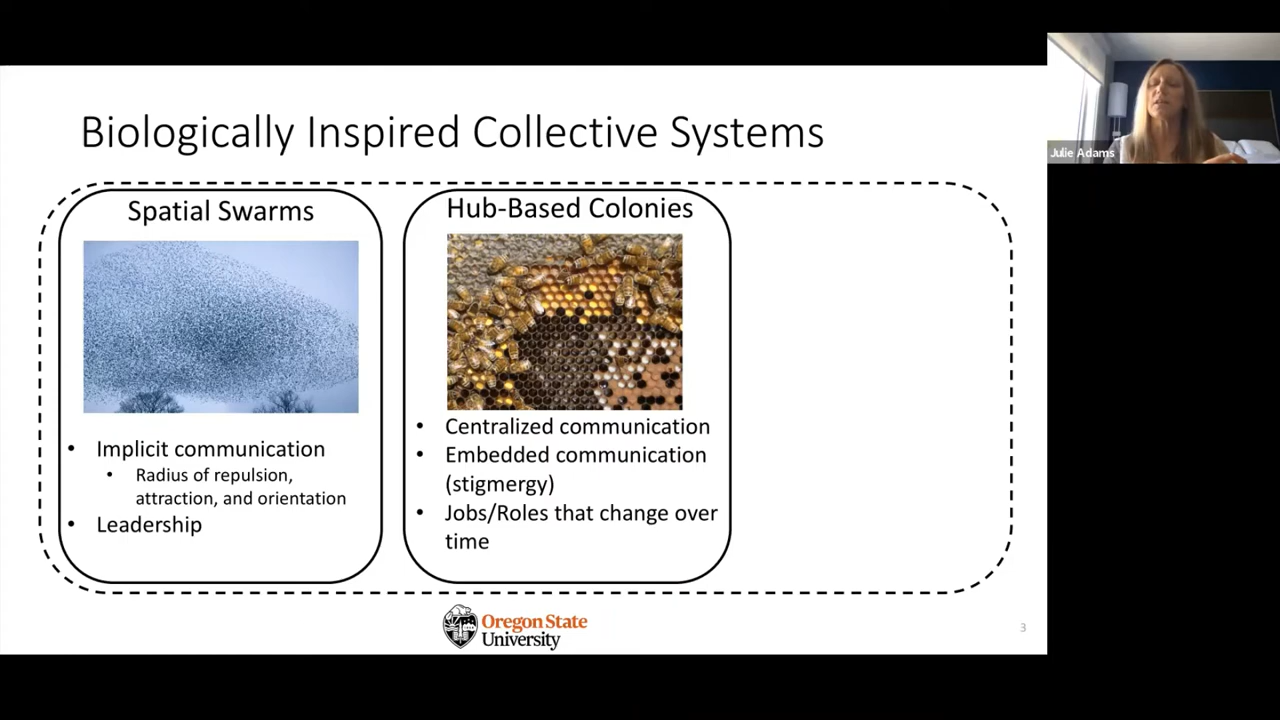 Biologically Inspired Collective Systems
Julie Adams
Spatial Swarms
• Implicit communication
• Radius of repulsion,
attraction, and orientation
• Leadership
Hub-Based Colonies
• Centralized communication
• Embedded communication
(stigmergy)
• Jobs/Roles that change over
time
Oregon State
University
3